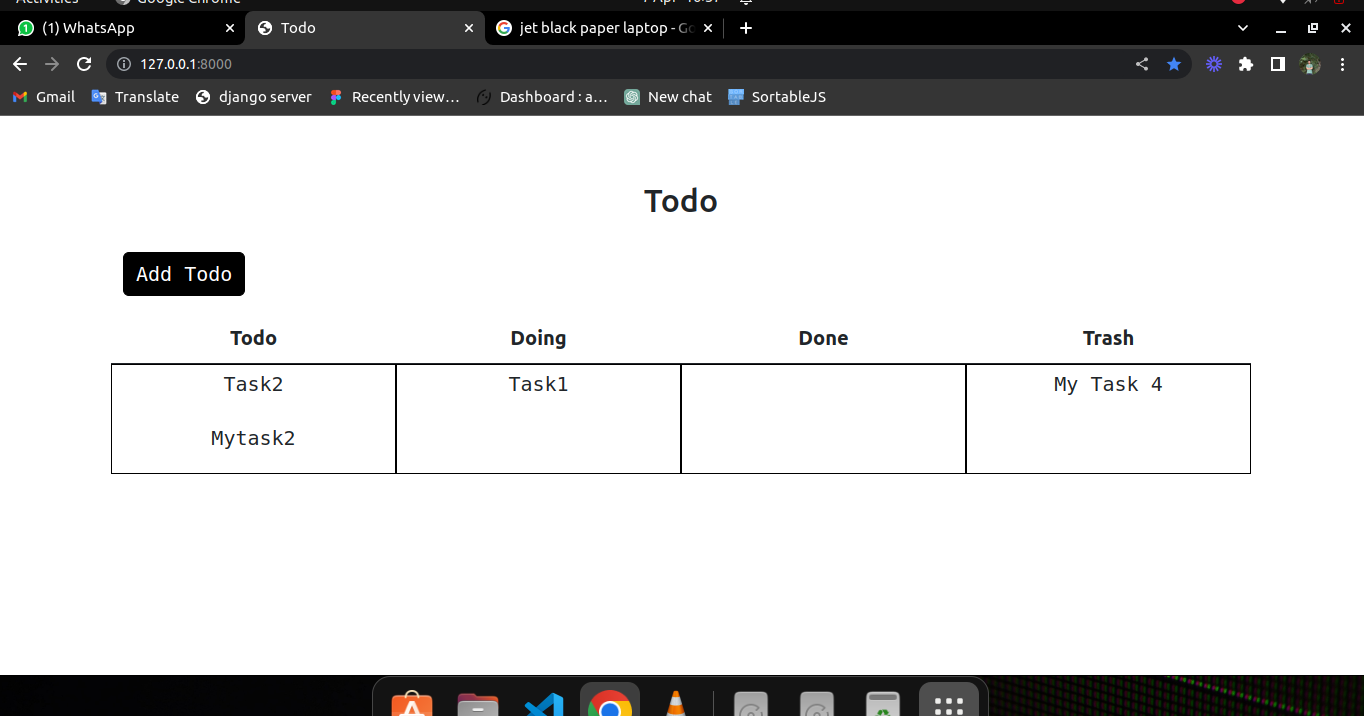 Activities Google Chrome
(1) WhatsApp Todo jet black paper laptop - Go
127.0.0.1:8000
Gmail Translate django server Recently view… Dashboard : a… New chat SortableJS
Todo
Add Todo
Todo Doing Done Trash
Task2 Task1 My Task 4
Mytask2